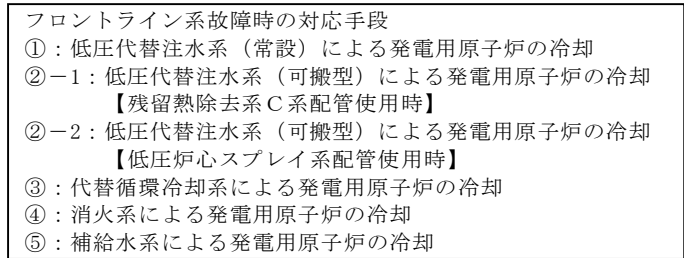 フロントライン系故障時の対応手段
①：低圧代替注水系（常設）による発電用原子炉の冷却
②－1：低圧代替注水系（可搬型）による発電用原子炉の冷却
【残留熱除去系Ｃ系配管使用時】
②－2：低圧代替注水系（可搬型）による発電用原子炉の冷却
【低圧炉心スプレイ系配管使用時】
③：代替循環冷却系による発電用原子炉の冷却
④：消火系による発電用原子炉の冷却
⑤：補給水系による発電用原子炉の冷却